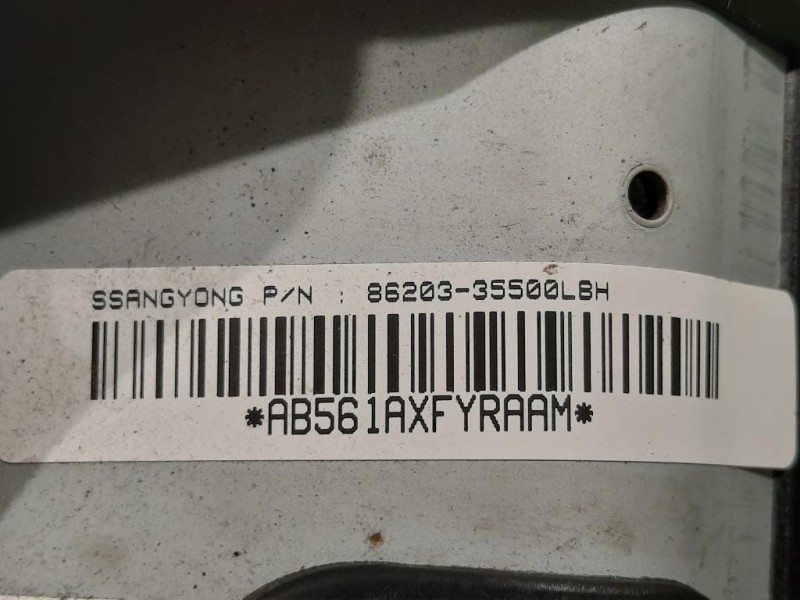 SSANGYONG P/N : 86203-35500LBH
*AB561AXFYRAAM*